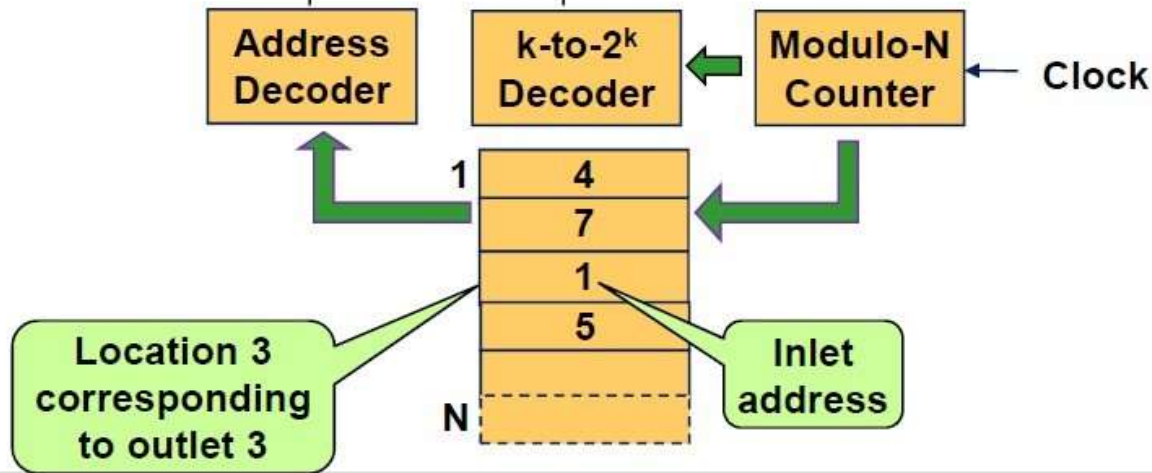 Address
Decoder
k-to-2ᵏ
Decoder
Modulo-N
Counter
Clock
1
4
7
1
5
N
Location 3
corresponding
to outlet 3
Inlet
address